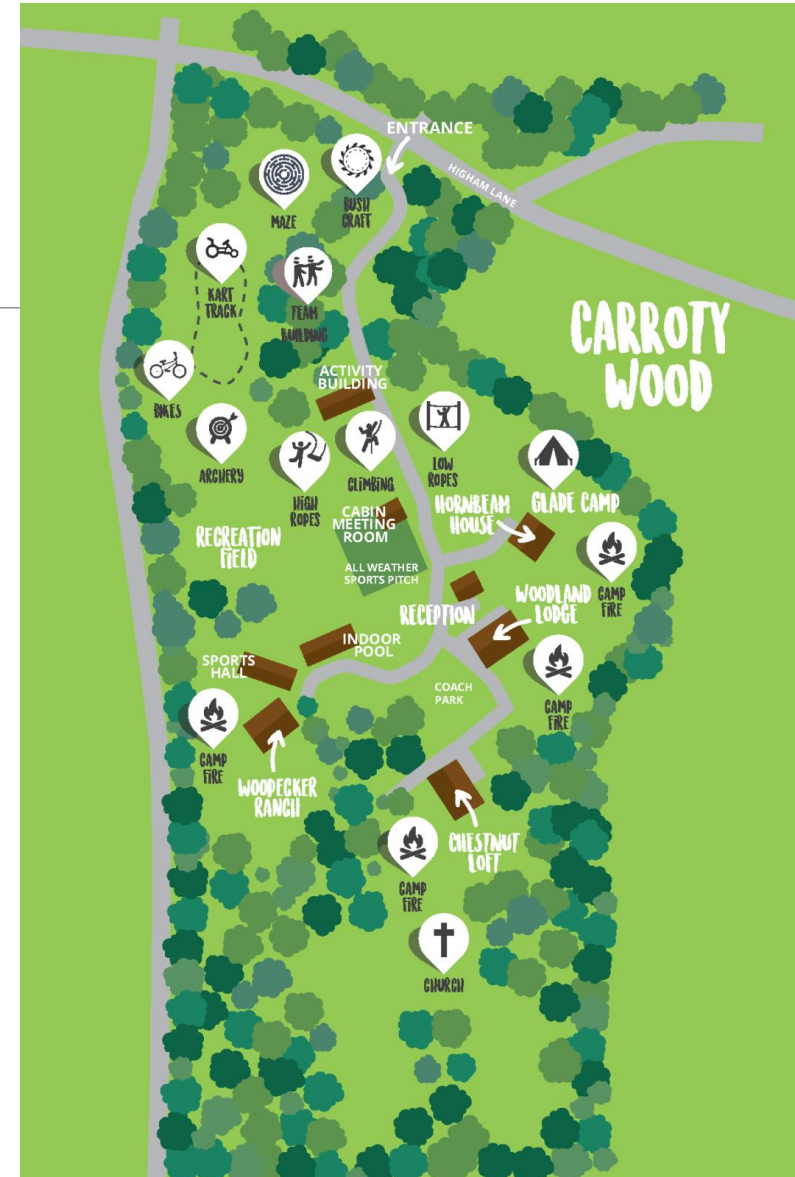 ENTRANCE
HIGHAM LANE
MAZE
BUSH
CRAFT
KART
TRACK
TEAM
BUILDING
CARROTY
WOOD
BIKES
ACTIVITY
BUILDING
ARCHERY
HIGH
ROPES
CLIMBING
LOW
ROPES
GLADE CAMP
HORNBEAM
HOUSE
CABIN
MEETING
ROOM
RECREATION
FIELD
ALL WEATHER
SPORTS PITCH
CAMP
FIRE
WOODLAND
LODGE
RECEPTION
INDOOR
POOL
SPORTS
HALL
COACH
PARK
CAMP
FIRE
CAMP
FIRE
WOODPECKER
RANCH
CHESTNUT
LOFT
CAMP
FIRE
CHURCH